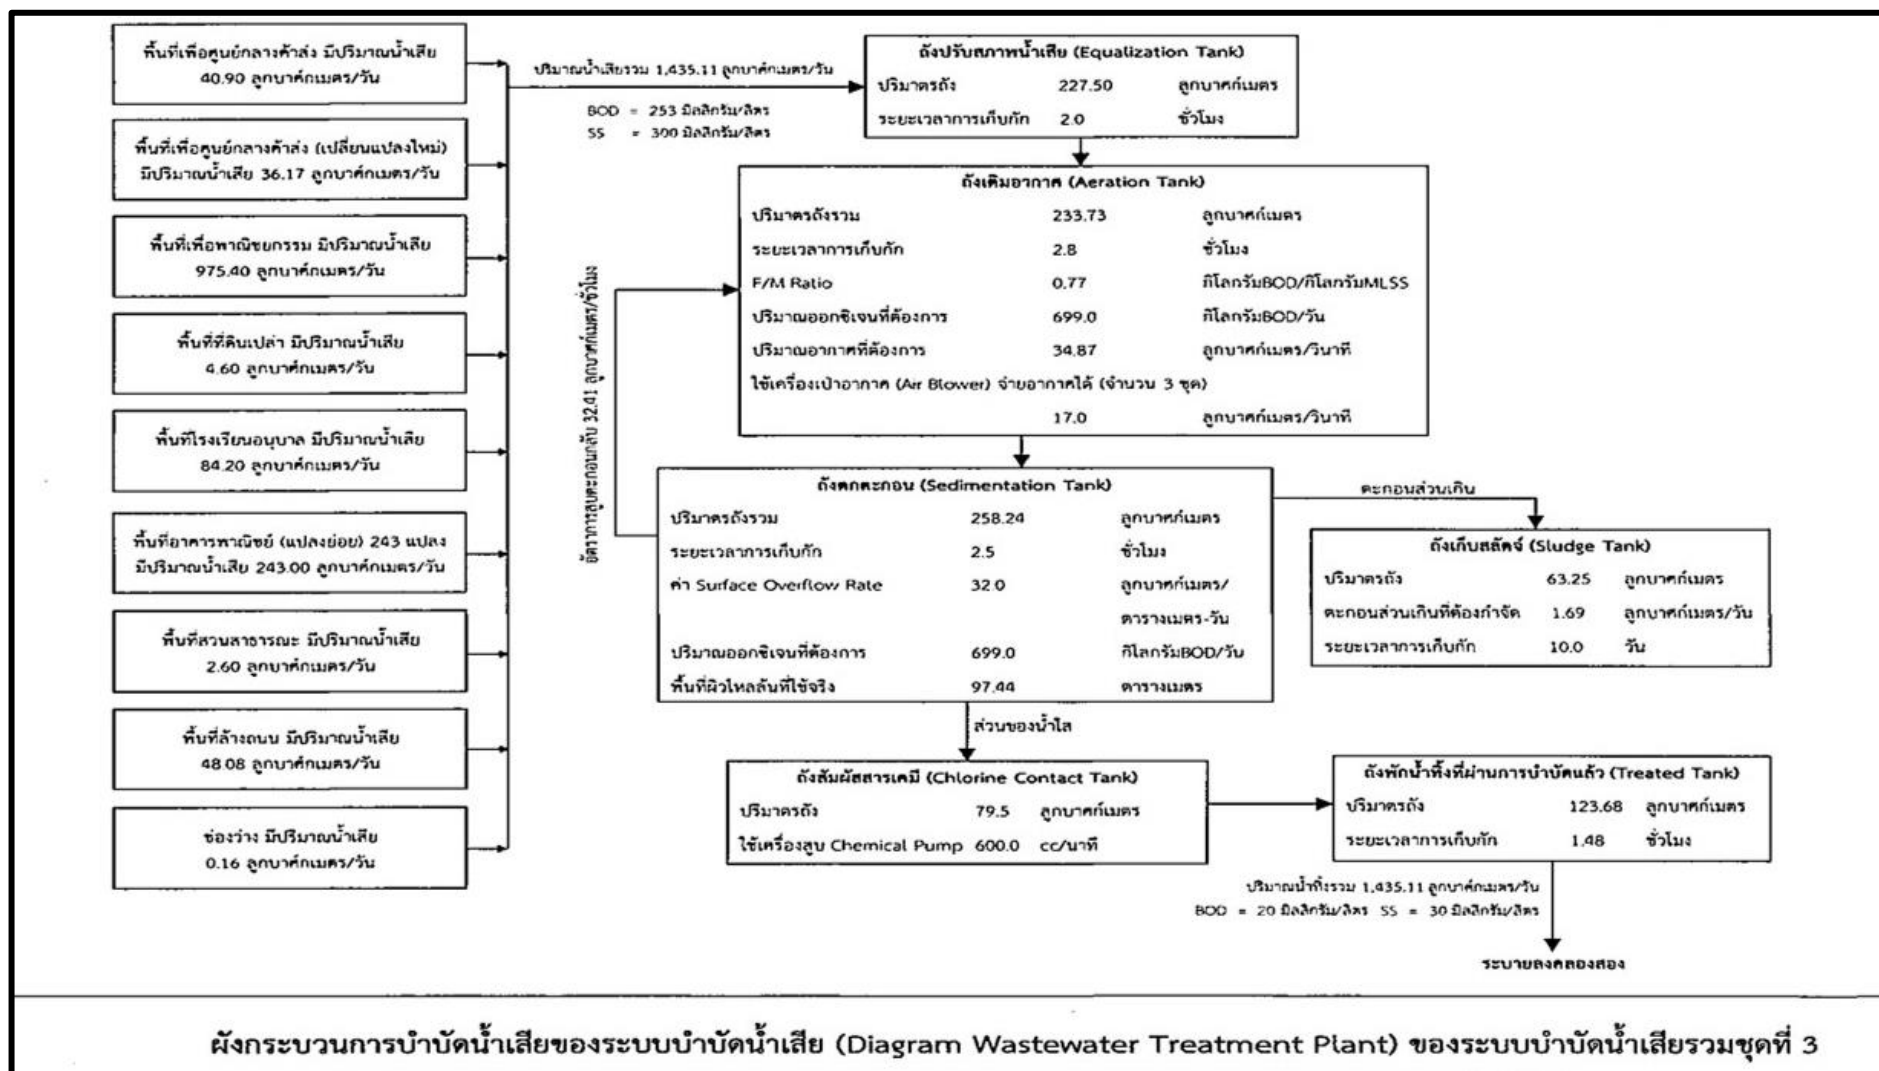 พื้นที่เพื่อศูนย์กลางค้าส่ง มีปริมาณน้ำเสีย
40.90 ลูกบาศ์กเมตร/วัน
พื้นที่เพื่อศูนย์กลางค้าส่ง (เปลี่ยนแปลงใหม่)
มีปริมาณน้ำเสีย 36.17 ลูกบาศ์กเมตร/วัน
พื้นที่เพื่อพาณิชยกรรม มีปริมาณน้ำเสีย
975.40 ลูกบาศ์กเมตร/วัน
พื้นที่ที่ดินเปล่า มีปริมาณน้ำเสีย
4.60 ลูกบาศ์กเมตร/วัน
พื้นที่โรงเรียนอนุบาล มีปริมาณน้ำเสีย
84.20 ลูกบาศ์กเมตร/วัน
พื้นที่อาคารพาณิชย์ (แปลงย่อย) 243 แปลง
มีปริมาณน้ำเสีย 243.00 ลูกบาศ์กเมตร/วัน
พื้นที่สวนสาธารณะ มีปริมาณน้ำเสีย
2.60 ลูกบาศ์กเมตร/วัน
พื้นที่ล้างถนน มีปริมาณน้ำเสีย
48.08 ลูกบาศ์กเมตร/วัน
ช่องว่าง มีปริมาณน้ำเสีย
0.16 ลูกบาศ์กเมตร/วัน
ปริมาณน้ำเสียรวม 1,435.11 ลูกบาศ์กเมตร/วัน
BOD = 253 มิลลิกรัม/ลิตร
SS = 300 มิลลิกรัม/ลิตร
ถังปรับสภาพน้ำเสีย (Equalization Tank)
ปริมาตรถัง 227.50 ลูกบาศก์เมตร
ระยะเวลาการเก็บกัก 2.0 ชั่วโมง
ถังเติมอากาศ (Aeration Tank)
ปริมาตรถังรวม 233.73 ลูกบาศก์เมตร
ระยะเวลาการเก็บกัก 2.8 ชั่วโมง
F/M Ratio 0.77 กิโลกรัมBOD/กิโลกรัมMLSS
ปริมาณออกซิเจนที่ต้องการ 699.0 กิโลกรัมBOD/วัน
ปริมาณอากาศที่ต้องการ 34.87 ลูกบาศก์เมตร/วินาที
ใช้เครื่องเป่าอากาศ (Air Blower) จ่ายอากาศได้ (จำนวน 3 ชุด)
17.0 ลูกบาศก์เมตร/วินาที
อัตราการสูบตะกอนกลับ 32.41 ลูกบาศก์เมตร/ชั่วโมง
ถังตกตะกอน (Sedimentation Tank)
ปริมาตรถังรวม 258.24 ลูกบาศก์เมตร
ระยะเวลาการเก็บกัก 2.5 ชั่วโมง
ค่า Surface Overflow Rate 32.0 ลูกบาศก์เมตร/
ตารางเมตร-วัน
ปริมาณออกซิเจนที่ต้องการ 699.0 กิโลกรัมBOD/วัน
พื้นที่ผิวไหลล้นที่ใช้จริง 97.44 ตารางเมตร
ตะกอนส่วนเกิน
ถังเก็บสลัดจ์ (Sludge Tank)
ปริมาตรถัง 63.25 ลูกบาศก์เมตร
ตะกอนส่วนเกินที่ต้องกำจัด 1.69 ลูกบาศก์เมตร/วัน
ระยะเวลาการเก็บกัก 10.0 วัน
ส่วนของน้ำใส
ถังสัมผัสสารเคมี (Chlorine Contact Tank)
ปริมาตรถัง 79.5 ลูกบาศก์เมตร
ใช้เครื่องสูบ Chemical Pump 600.0 cc/นาที
ถังพักน้ำทิ้งที่ผ่านการบำบัดแล้ว (Treated Tank)
ปริมาตรถัง 123.68 ลูกบาศก์เมตร
ระยะเวลาการเก็บกัก 1.48 ชั่วโมง
ปริมาณน้ำทิ้งรวม 1,435.11 ลูกบาศ์กเมตร/วัน
BOD = 20 มิลลิกรัม/ลิตร SS = 30 มิลลิกรัม/ลิตร
ระบายลงคลองสอง
ผังกระบวนการบำบัดน้ำเสียของระบบบำบัดน้ำเสีย (Diagram Wastewater Treatment Plant) ของระบบบำบัดน้ำเสียรวมชุดที่ 3